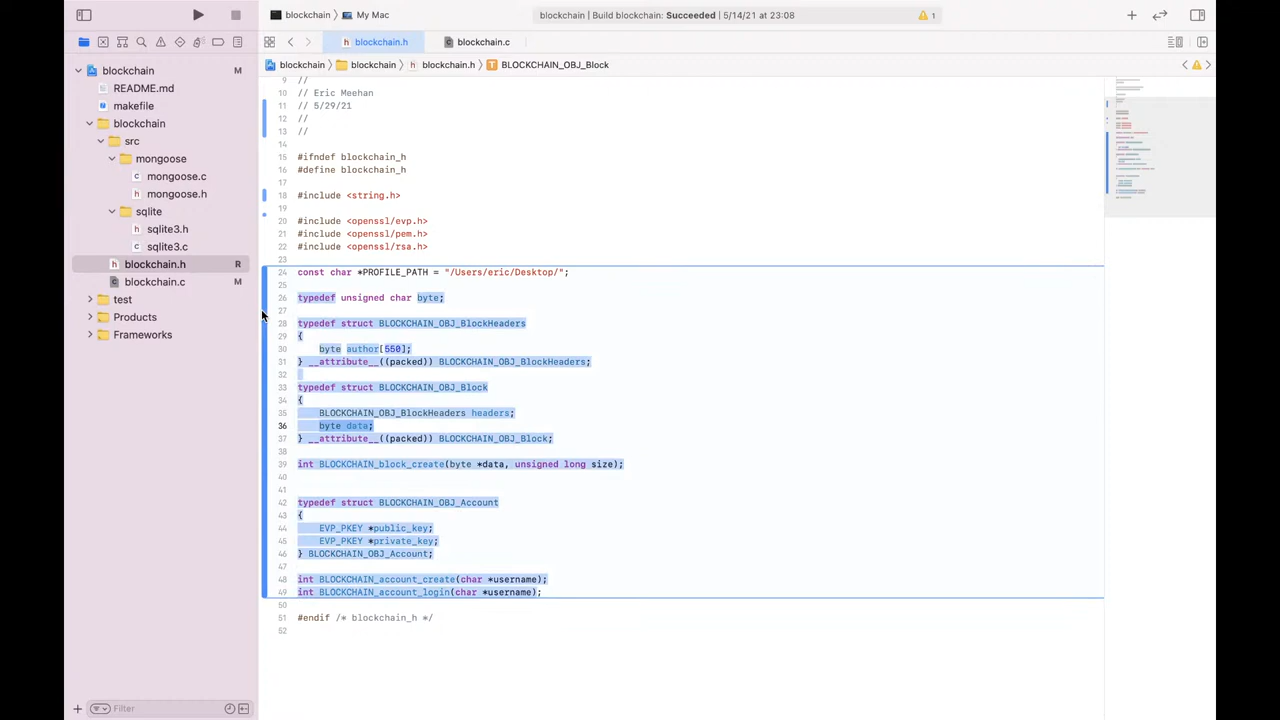 blockchain
My Mac
blockchain | Build blockchain: Succeeded | 5/14/21 at 23:08
1
blockchain.h
blockchain.c
blockchain
blockchain
blockchain.h
BLOCKCHAIN_OBJ_Block
blockchain M
README.md
makefile
blockchain
src
mongoose
mongoose.c
mongoose.h
sqlite
sqlite3.h
sqlite3.c
blockchain.h R
blockchain.c M
test
Products
Frameworks
Filter
9 //
10 // Eric Meehan
11 // 5/29/21
12 //
13 //
14
15 #ifndef blockchain_h
16 #define blockchain_h
17
18 #include <string.h>
19
20 #include <openssl/evp.h>
21 #include <openssl/pem.h>
22 #include <openssl/rsa.h>
23
24 const char *PROFILE_PATH = "/Users/eric/Desktop/";
25
26 typedef unsigned char byte;
27
28 typedef struct BLOCKCHAIN_OBJ_BlockHeaders
29 {
30 byte author[550];
31 } __attribute__((packed)) BLOCKCHAIN_OBJ_BlockHeaders;
32
33 typedef struct BLOCKCHAIN_OBJ_Block
34 {
35 BLOCKCHAIN_OBJ_BlockHeaders headers;
36 byte data;
37 } __attribute__((packed)) BLOCKCHAIN_OBJ_Block;
38
39 int BLOCKCHAIN_block_create(byte *data, unsigned long size);
40
41
42 typedef struct BLOCKCHAIN_OBJ_Account
43 {
44 EVP_PKEY *public_key;
45 EVP_PKEY *private_key;
46 } BLOCKCHAIN_OBJ_Account;
47
48 int BLOCKCHAIN_account_create(char *username);
49 int BLOCKCHAIN_account_login(char *username);
50
51 #endif /* blockchain_h */
52